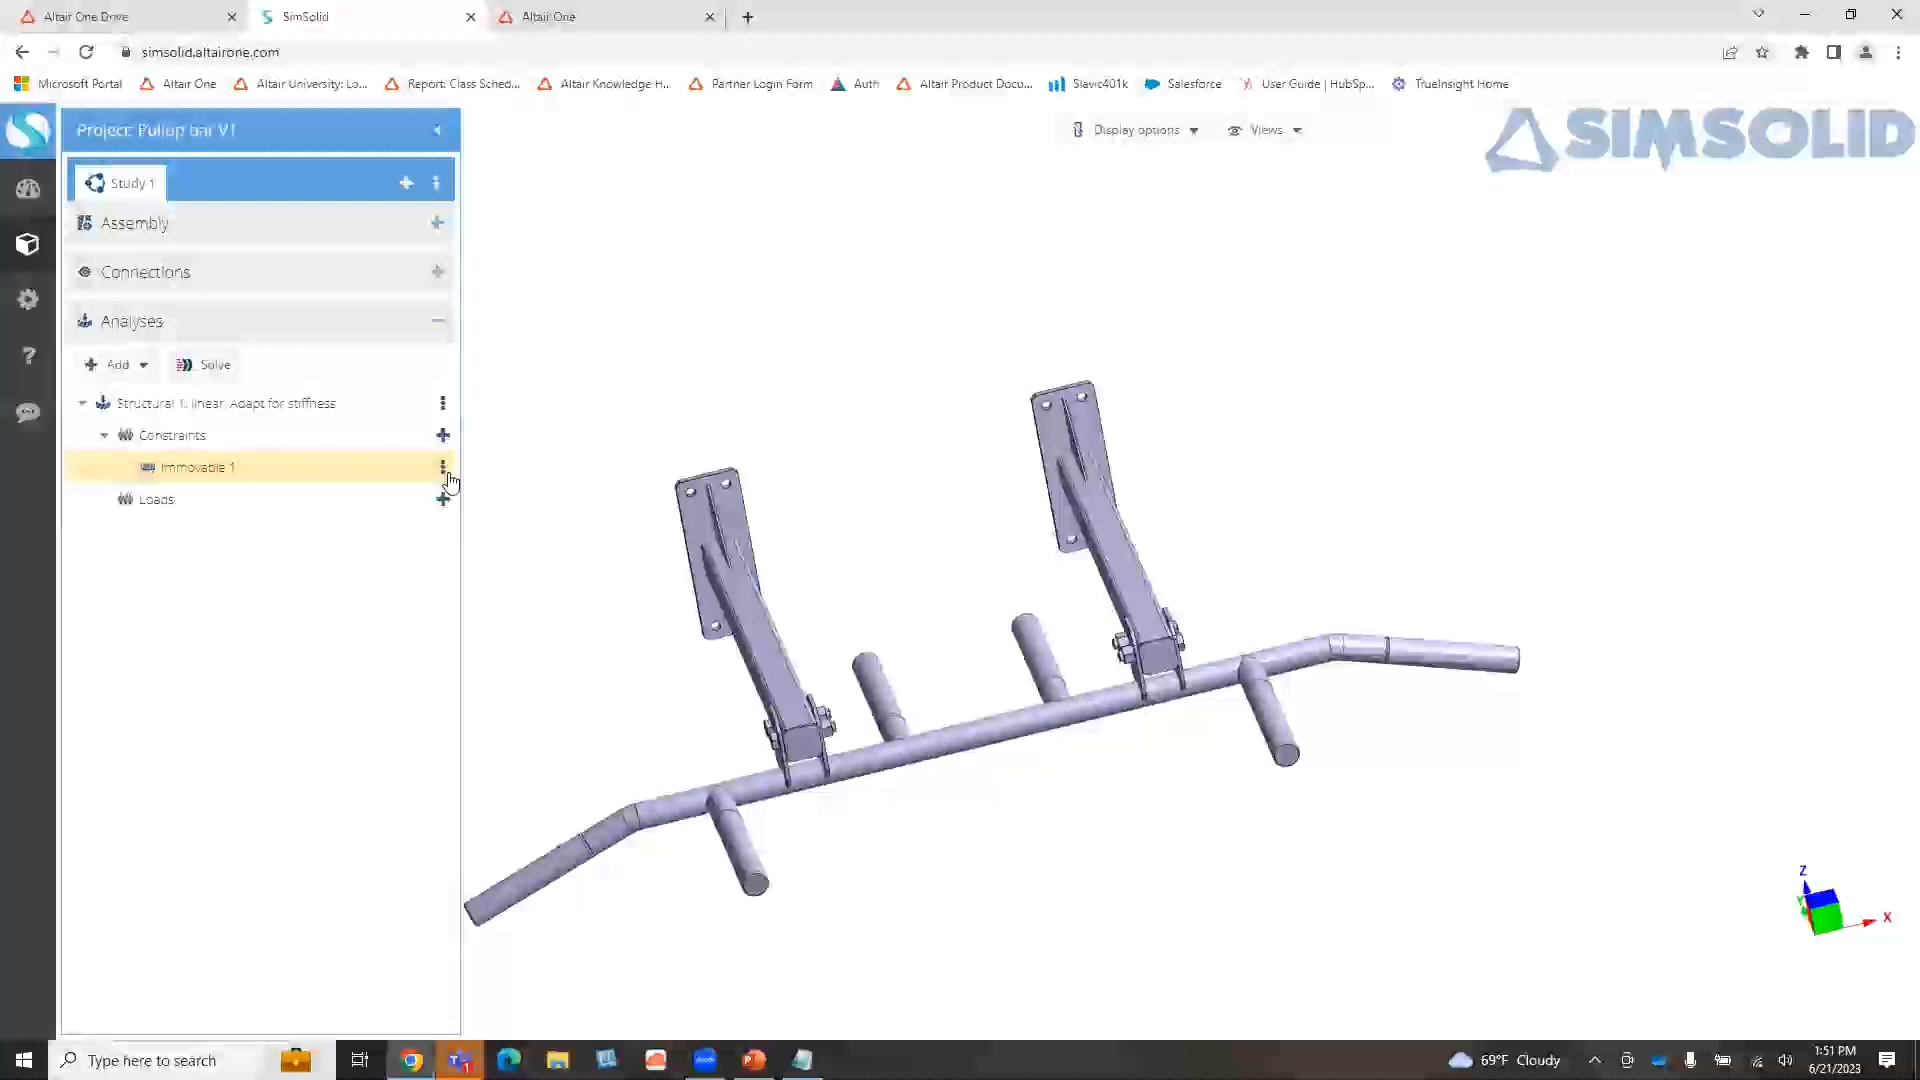 Altair One Drive
SimSolid
Altair One
simsolid.altairone.com
Microsoft Portal
Altair One
Altair University: Lo...
Report: Class Sched...
Altair Knowledge H...
Partner Login Form
Auth
Altair Product Docu...
Slavic401k
Salesforce
User Guide | HubSp...
TrueInsight Home
Project: Pullup bar V1
Display options
Views
SIMSOLID
Study 1
Assembly
Connections
Analyses
Add
Solve
Structural 1: linear, Adapt for stiffness
Constraints
Immovable 1
Loads
Z
Y
X
Type here to search
1
69°F Cloudy
1:51 PM
6/21/2023